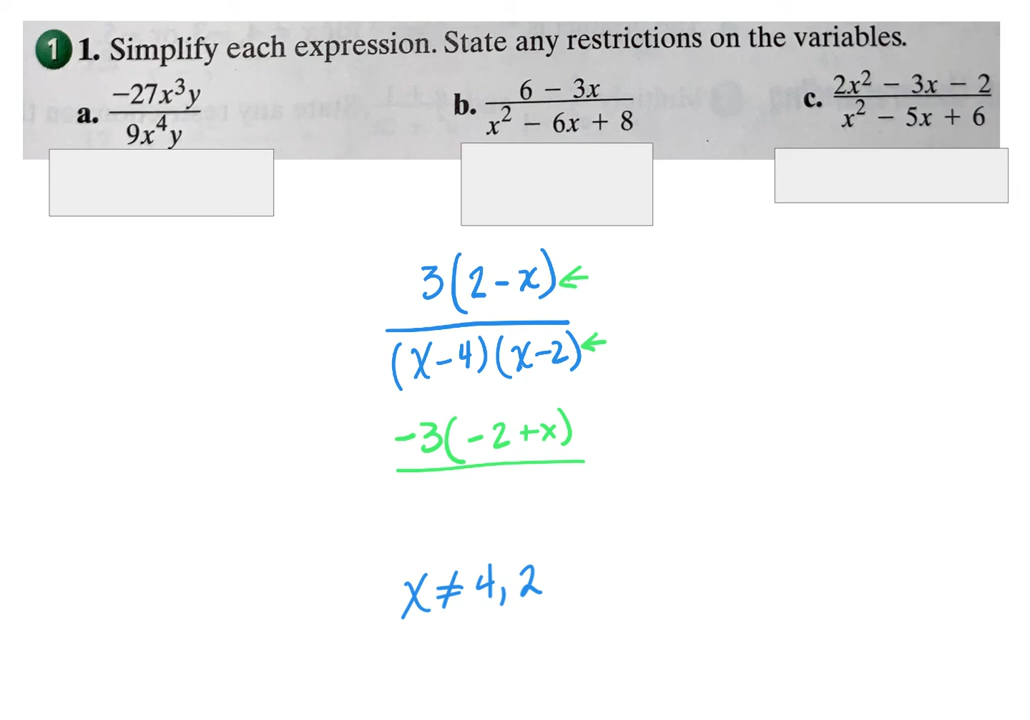 1 1. Simplify each expression. State any restrictions on the variables.
a. −27x³y / 9x⁴y
b. 6 − 3x / x² − 6x + 8
c. 2x² − 3x − 2 / x² − 5x + 6
3(2-x)←
(x-4)(x-2)←
-3(-2+x)
x≠4,2